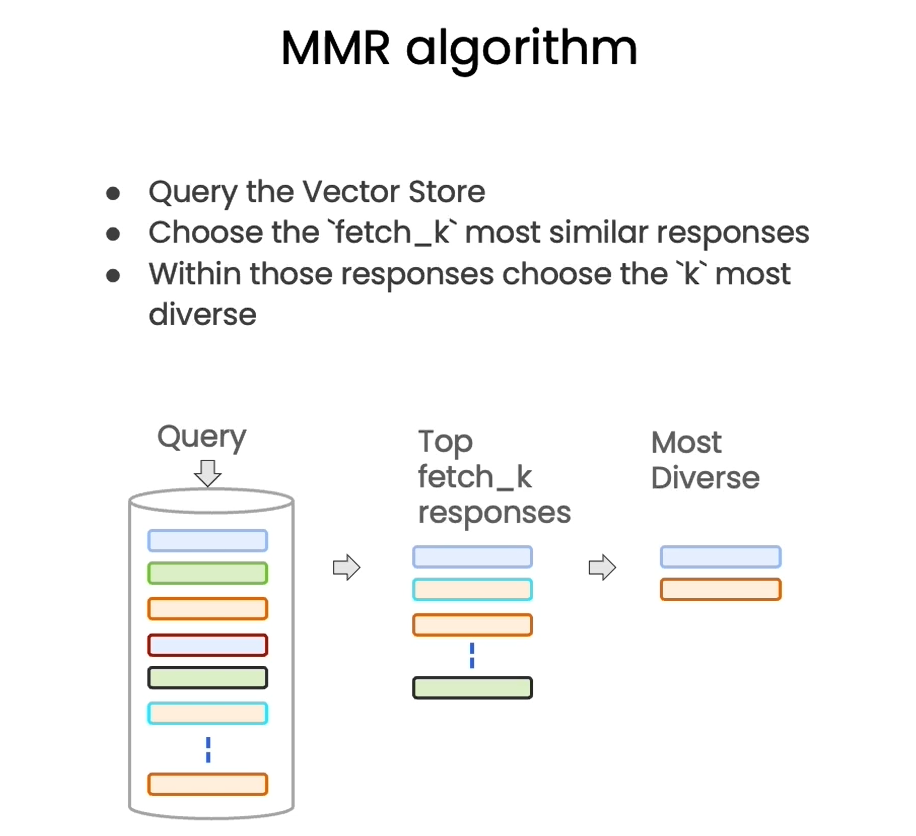 MMR algorithm
● Query the Vector Store
● Choose the `fetch_k` most similar responses
● Within those responses choose the `k` most
diverse
Query
Top
fetch_k
responses
Most
Diverse